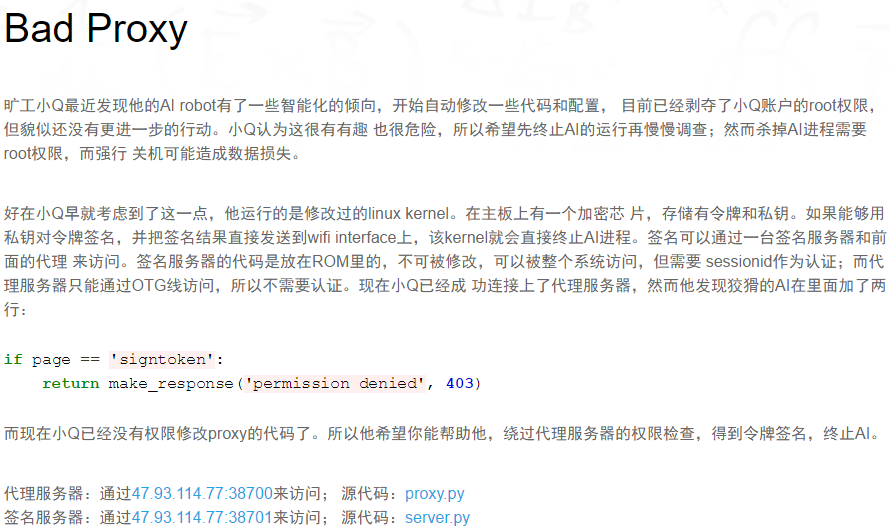 Bad Proxy
旷工小Q最近发现他的AI robot有了一些智能化的倾向，开始自动修改一些代码和配置， 目前已经剥夺了小Q账户的root权限，
但貌似还没有更进一步的行动。小Q认为这很有有趣 也很危险，所以希望先终止AI的运行再慢慢调查；然而杀掉AI进程需要
root权限，而强行 关机可能造成数据损失。
好在小Q早就考虑到了这一点，他运行的是修改过的linux kernel。在主板上有一个加密芯 片，存储有令牌和私钥。如果能够用
私钥对令牌签名，并把签名结果直接发送到wifi interface上，该kernel就会直接终止AI进程。签名可以通过一台签名服务器和前
面的代理 来访问。签名服务器的代码是放在ROM里的，不可被修改，可以被整个系统访问，但需要 sessionid作为认证；而代
理服务器只能通过OTG线访问，所以不需要认证。现在小Q已经成 功连接上了代理服务器，然而他发现狡猾的AI在里面加了两
行：
if page == 'signtoken':
    return make_response('permission denied', 403)
而现在小Q已经没有权限修改proxy的代码了。所以他希望你能帮助他，绕过代理服务器的权限检查，得到令牌签名，终止AI。
代理服务器：通过47.93.114.77:38700来访问； 源代码：proxy.py
签名服务器：通过47.93.114.77:38701来访问； 源代码：server.py